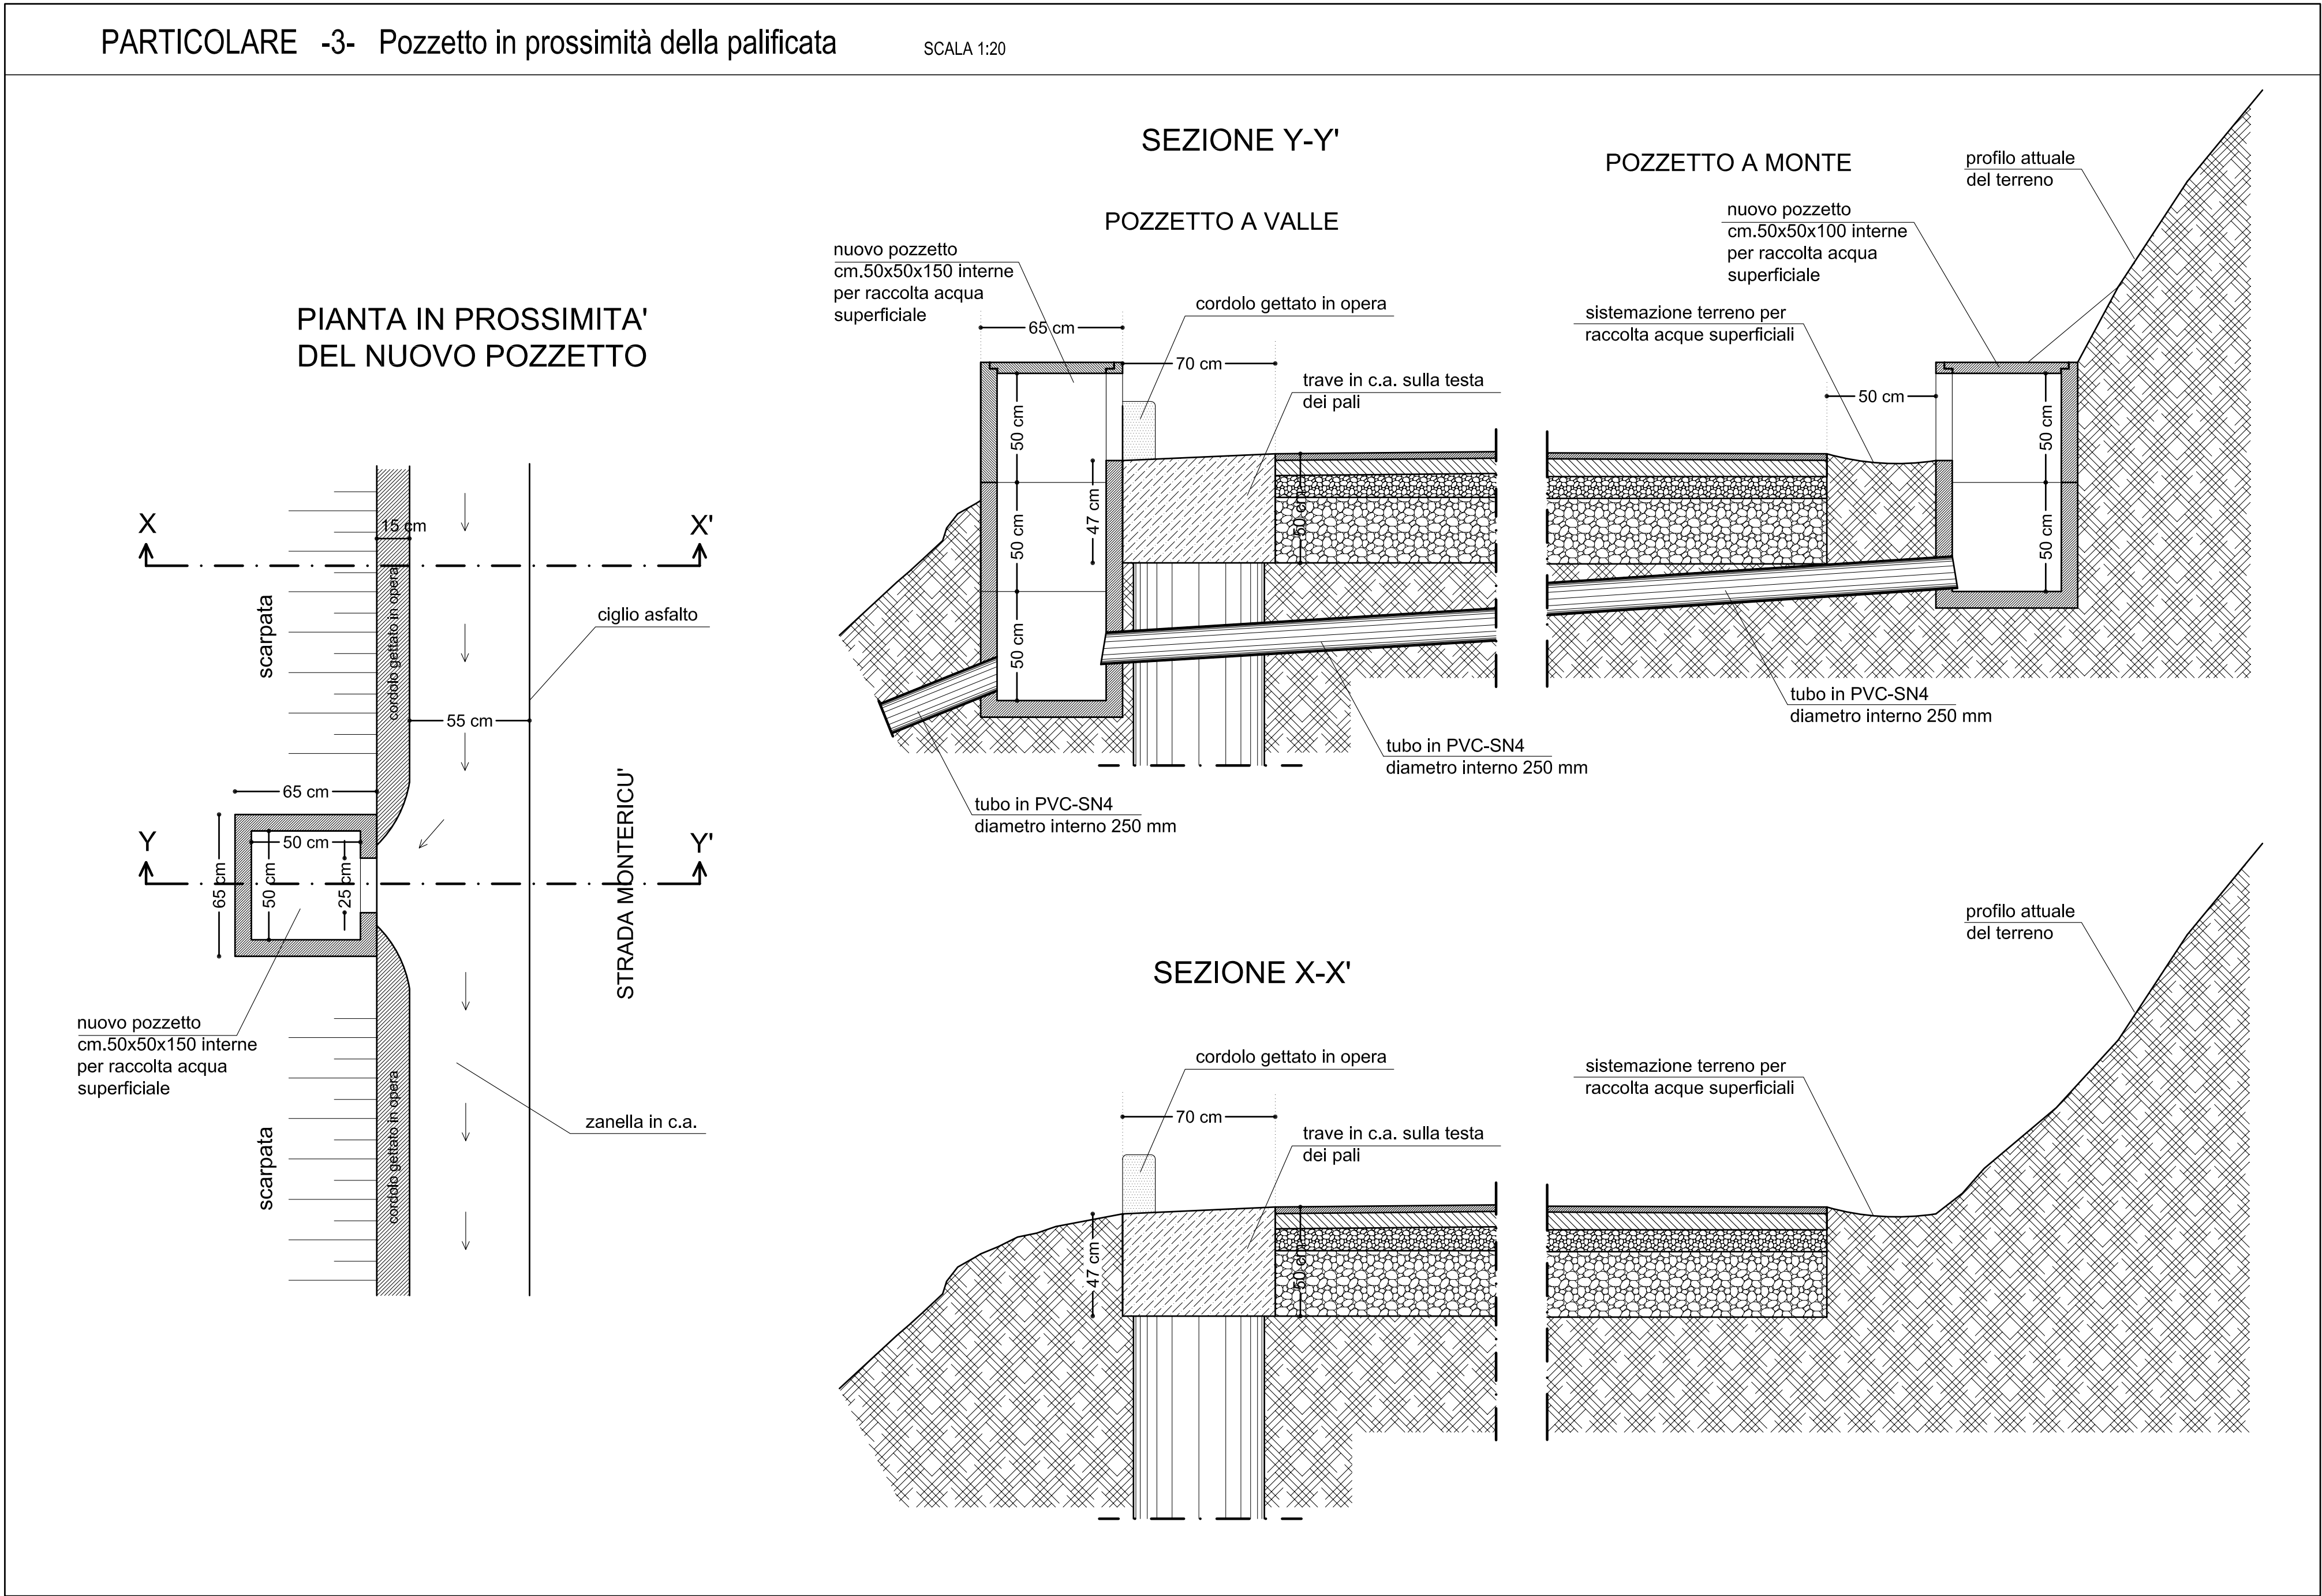 PARTICOLARE -3- Pozzetto in prossimità della palificata SCALA 1:20
PIANTA IN PROSSIMITA'
DEL NUOVO POZZETTO
X
X'
15 cm
scarpata
cordolo gettato in opera
ciglio asfalto
55 cm
65 cm
Y
Y'
50 cm
65 cm
50 cm
25 cm
STRADA MONTERICU'
nuovo pozzetto
cm.50x50x150 interne
per raccolta acqua
superficiale
scarpata
cordolo gettato in opera
zanella in c.a.
SEZIONE Y-Y'
POZZETTO A VALLE
nuovo pozzetto
cm.50x50x150 interne
per raccolta acqua
superficiale
65 cm
cordolo gettato in opera
70 cm
trave in c.a. sulla testa
dei pali
50 cm
50 cm
50 cm
47 cm
50 cm
tubo in PVC-SN4
diametro interno 250 mm
tubo in PVC-SN4
diametro interno 250 mm
POZZETTO A MONTE
profilo attuale
del terreno
nuovo pozzetto
cm.50x50x100 interne
per raccolta acqua
superficiale
sistemazione terreno per
raccolta acque superficiali
50 cm
50 cm
50 cm
tubo in PVC-SN4
diametro interno 250 mm
SEZIONE X-X'
cordolo gettato in opera
70 cm
trave in c.a. sulla testa
dei pali
47 cm
50 cm
sistemazione terreno per
raccolta acque superficiali
profilo attuale
del terreno